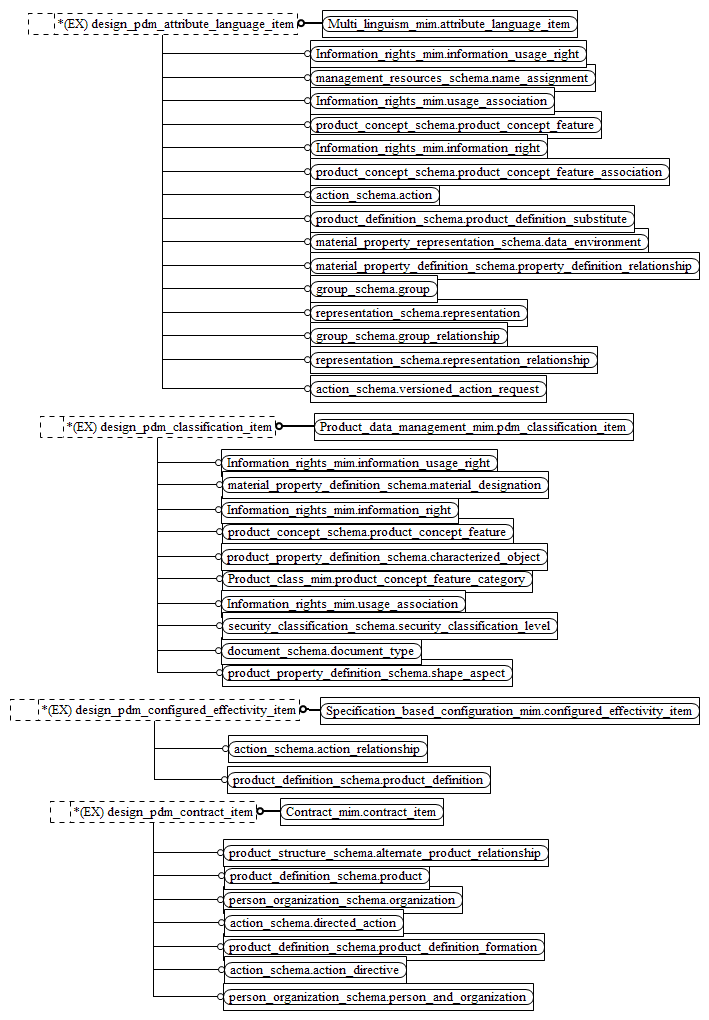 *(EX) design_pdm_attribute_language_item
Multi_linguism_mim.attribute_language_item
Information_rights_mim.information_usage_right
management_resources_schema.name_assignment
Information_rights_mim.usage_association
product_concept_schema.product_concept_feature
Information_rights_mim.information_right
product_concept_schema.product_concept_feature_association
action_schema.action
product_definition_schema.product_definition_substitute
material_property_representation_schema.data_environment
material_property_definition_schema.property_definition_relationship
group_schema.group
representation_schema.representation
group_schema.group_relationship
representation_schema.representation_relationship
action_schema.versioned_action_request
*(EX) design_pdm_classification_item
Product_data_management_mim.pdm_classification_item
Information_rights_mim.information_usage_right
material_property_definition_schema.material_designation
Information_rights_mim.information_right
product_concept_schema.product_concept_feature
product_property_definition_schema.characterized_object
Product_class_mim.product_concept_feature_category
Information_rights_mim.usage_association
security_classification_schema.security_classification_level
document_schema.document_type
product_property_definition_schema.shape_aspect
*(EX) design_pdm_configured_effectivity_item
Specification_based_configuration_mim.configured_effectivity_item
action_schema.action_relationship
product_definition_schema.product_definition
*(EX) design_pdm_contract_item
Contract_mim.contract_item
product_structure_schema.alternate_product_relationship
product_definition_schema.product
person_organization_schema.organization
action_schema.directed_action
product_definition_schema.product_definition_formation
action_schema.action_directive
person_organization_schema.person_and_organization